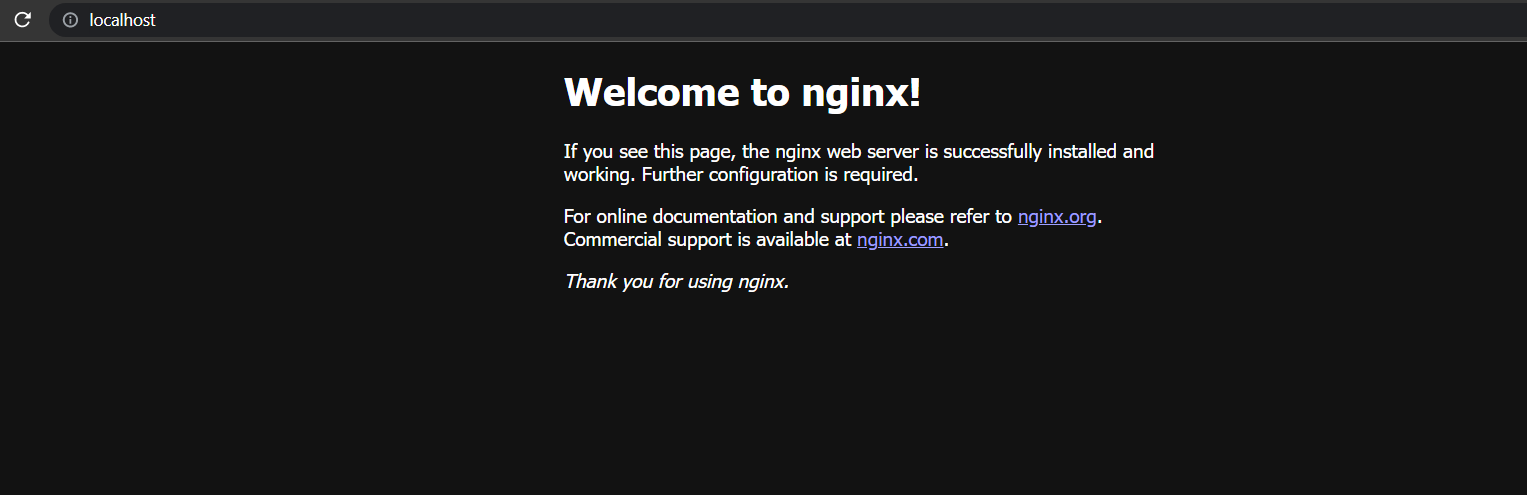 localhost
Welcome to nginx!
If you see this page, the nginx web server is successfully installed and
working. Further configuration is required.
For online documentation and support please refer to nginx.org.
Commercial support is available at nginx.com.
Thank you for using nginx.